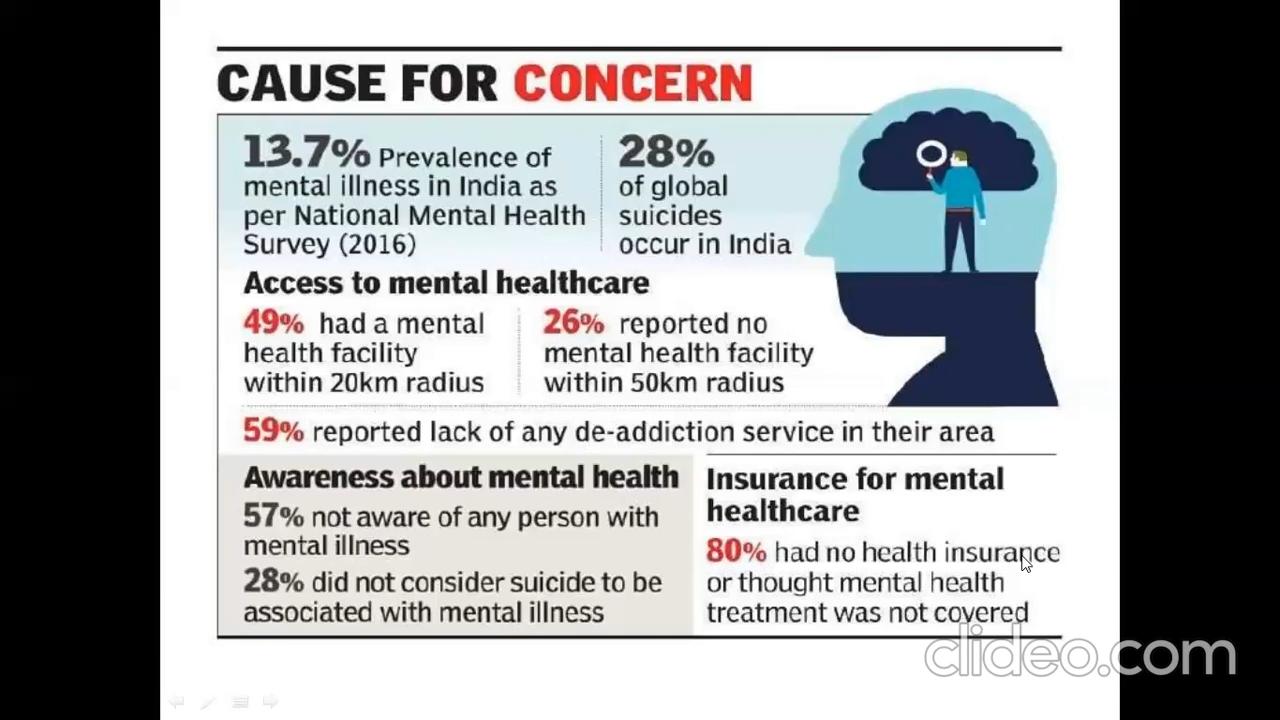 CAUSE FOR CONCERN
13.7% Prevalence of
mental illness in India as
per National Mental Health
Survey (2016)
28%
of global
suicides
occur in India
Access to mental healthcare
49% had a mental
health facility
within 20km radius
26% reported no
mental health facility
within 50km radius
59% reported lack of any de-addiction service in their area
Awareness about mental health
57% not aware of any person with
mental illness
28% did not consider suicide to be
associated with mental illness
Insurance for mental
healthcare
80% had no health insurance
or thought mental health
treatment was not covered
clideo.com